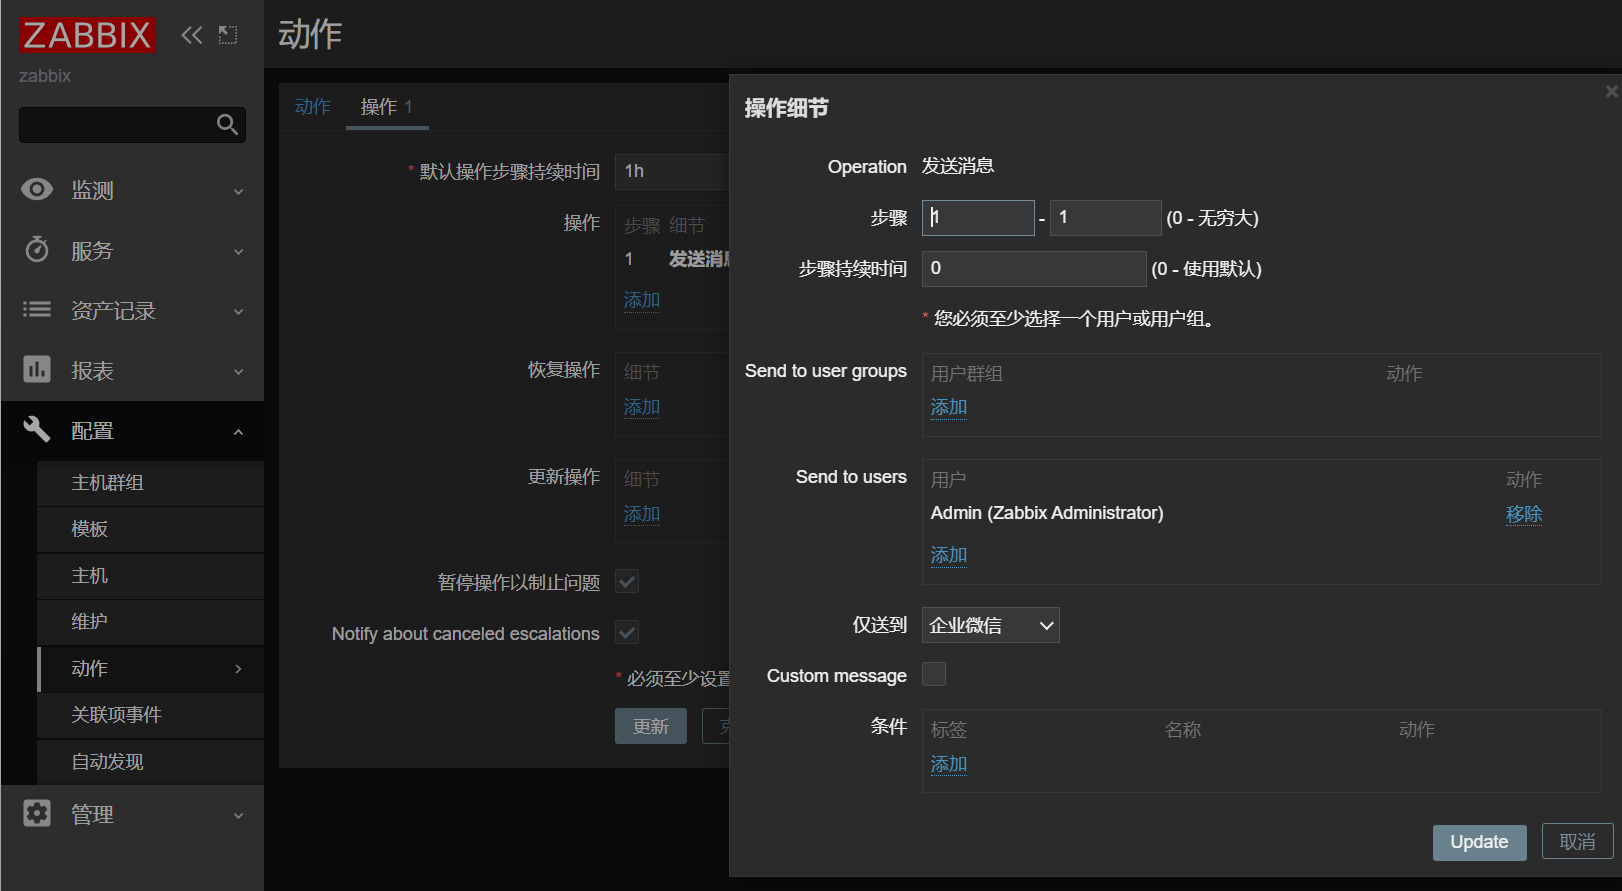 ZABBIX
zabbix
监测
服务
资产记录
报表
配置
主机群组
模板
主机
维护
动作
关联项事件
自动发现
管理
动作
动作
操作 1
* 默认操作步骤持续时间 1h
操作
步骤 细节
1 发送消息
添加
恢复操作
细节
添加
更新操作
细节
添加
暂停操作以制止问题
Notify about canceled escalations
* 必须至少设置
更新
操作细节
Operation 发送消息
步骤 1 - 1 (0 - 无穷大)
步骤持续时间 0 (0 - 使用默认)
* 您必须至少选择一个用户或用户组。
Send to user groups
用户群组 动作
添加
Send to users
用户 动作
Admin (Zabbix Administrator) 移除
添加
仅送到 企业微信
Custom message
条件
标签 名称 动作
添加
Update 取消